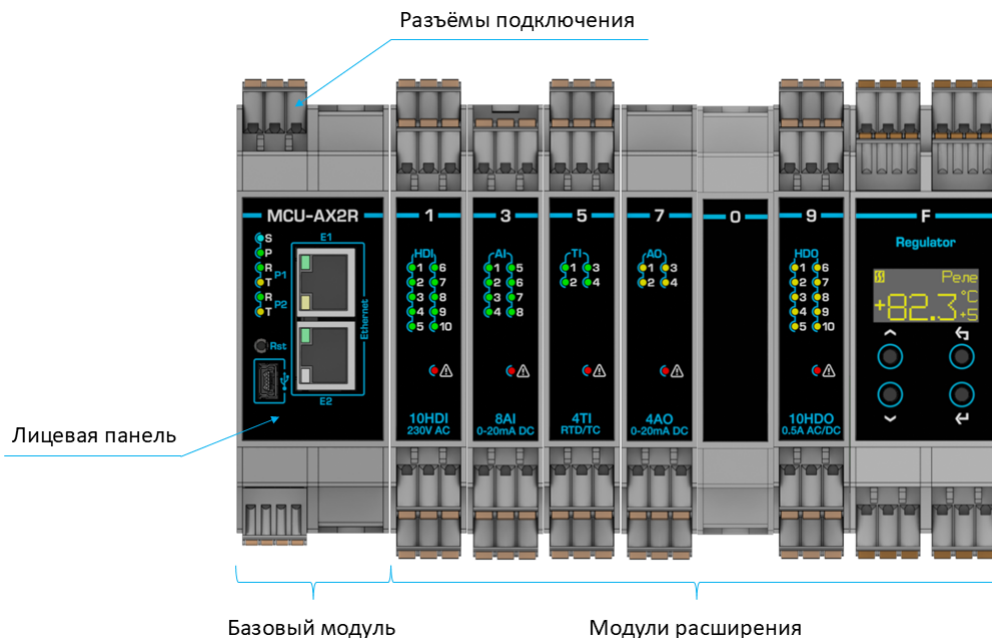 Разъёмы подключения
MCU-AX2R
S
P
R P1
T
R P2
T
Rst
E1
Ethernet
E2
1
HDI
1 6
2 7
3 8
4 9
5 10
10HDI
230V AC
3
AI
1 5
2 6
3 7
4 8
8AI
0-20mA DC
5
TI
1 3
2 4
4TI
RTD/TC
7
AO
1 3
2 4
4AO
0-20mA DC
0
9
HDO
1 6
2 7
3 8
4 9
5 10
10HDO
0.5A AC/DC
F
Regulator
Реле
+82.3°C
+5
Лицевая панель
Базовый модуль
Модули расширения